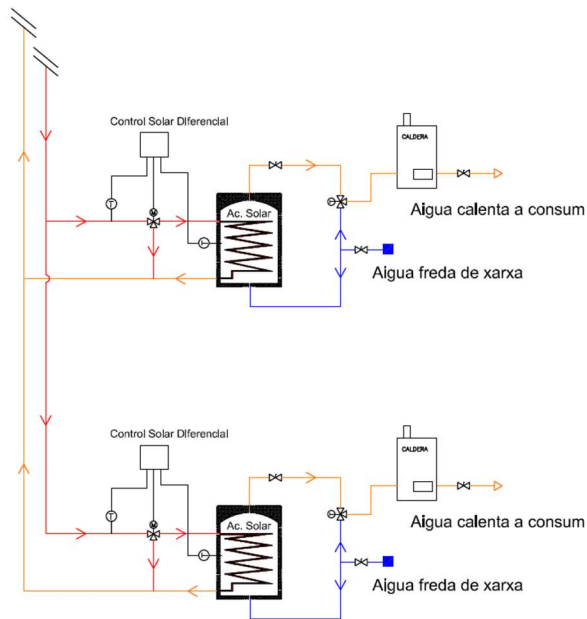 Control Solar Diferencial
CALDERA
T
M
Ac. Solar
Aigua calenta a consum
Aigua freda de xarxa
Control Solar Diferencial
CALDERA
T
M
Ac. Solar
Aigua calenta a consum
Aigua freda de xarxa